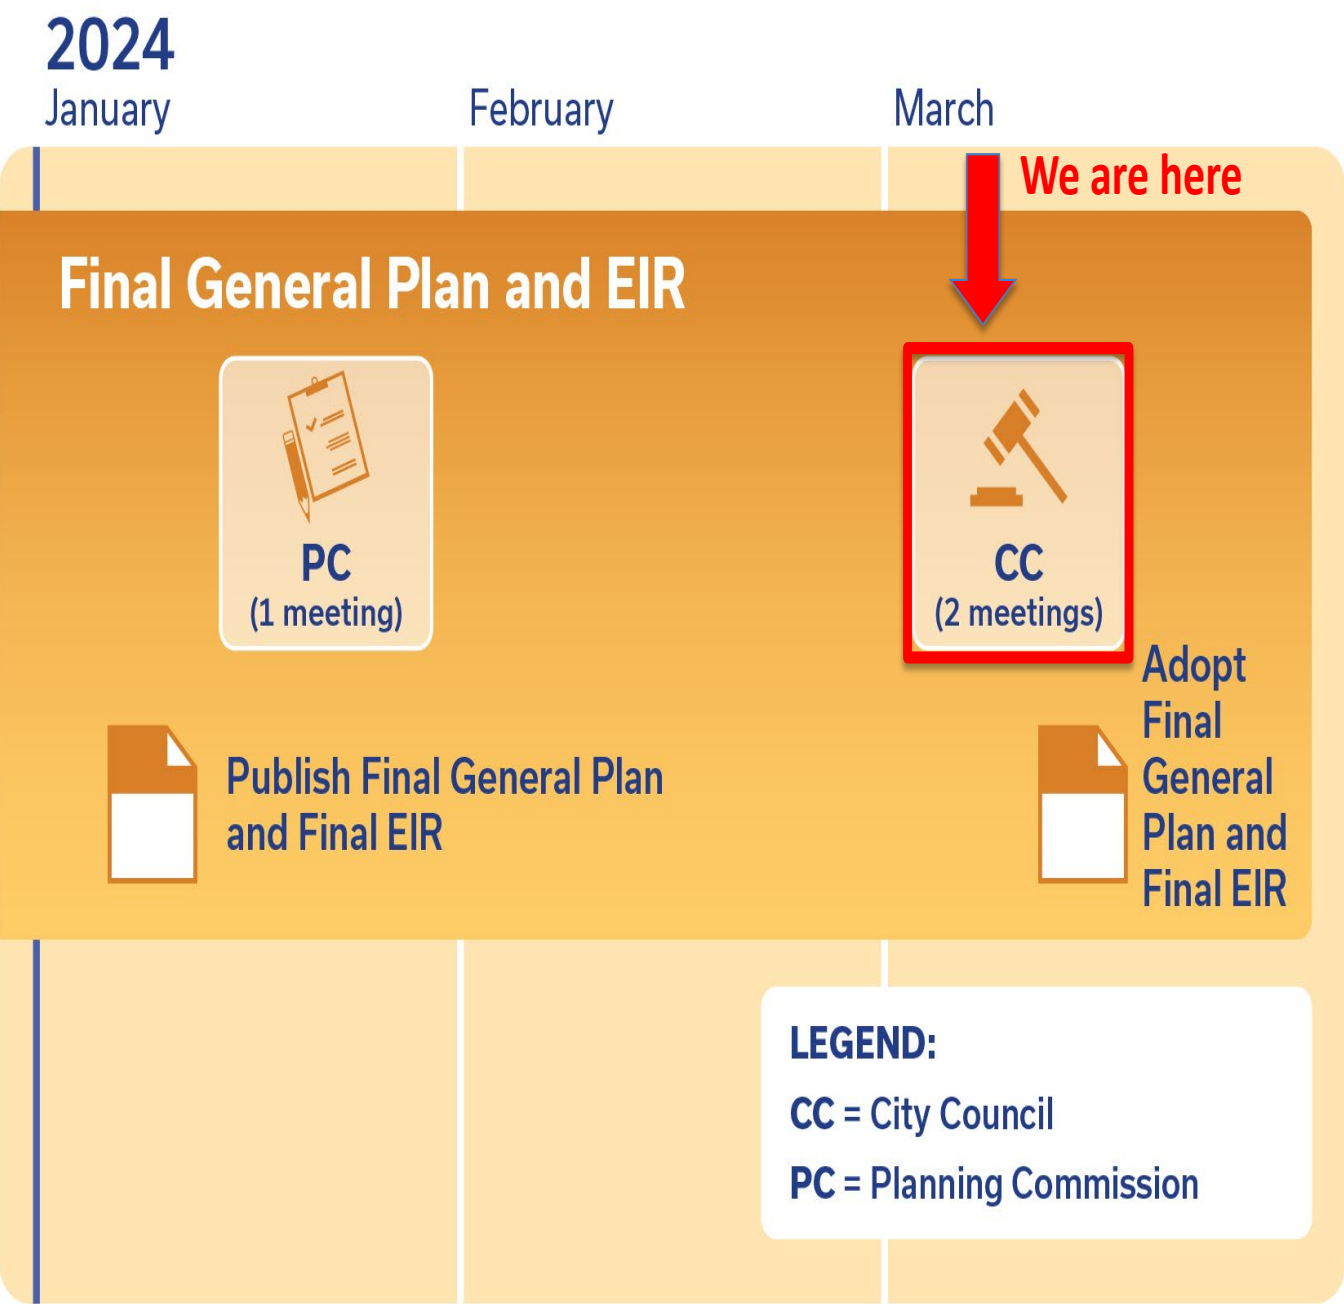 2024
January
February
March
We are here
Final General Plan and EIR
PC
(1 meeting)
CC
(2 meetings)
Publish Final General Plan
and Final EIR
Adopt
Final
General
Plan and
Final EIR
LEGEND:
CC = City Council
PC = Planning Commission